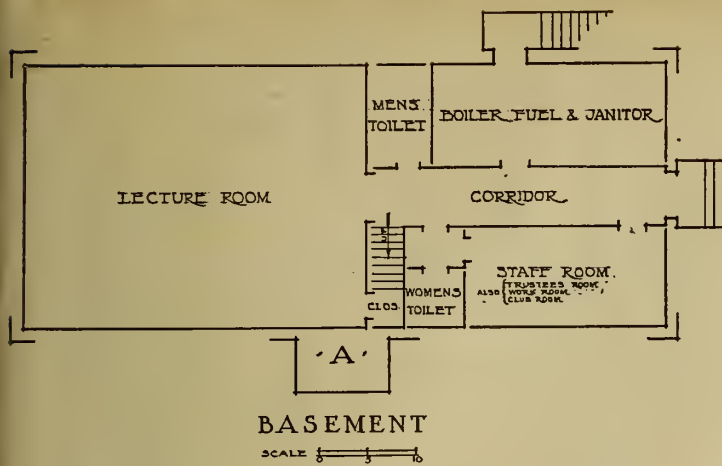 MENS
TOILET
BOILER FUEL & JANITOR
LECTURE ROOM
CORRIDOR
UP
STAFF ROOM
ALSO { TRUSTEES ROOM
WORK ROOM
CLUB ROOM
CLOS.
WOMENS
TOILET
'A'
BASEMENT
SCALE 0 5 10